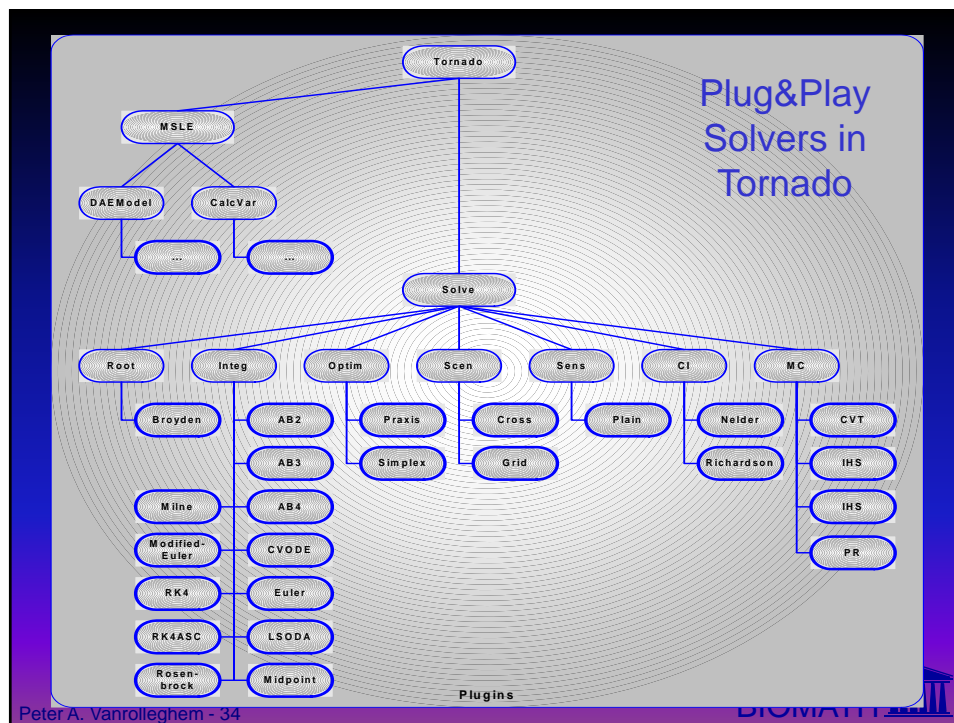 Tornado
Plug&Play
Solvers in
Tornado
MSLE
DAEModel
CalcVar
...
...
Solve
Root
Integ
Optim
Scen
Sens
CI
MC
Broyden
AB2
Praxis
Cross
Plain
Nelder
CVT
AB3
Simplex
Grid
Richardson
IHS
Milne
AB4
IHS
Modified-
Euler
CVODE
PR
RK4
Euler
RK4ASC
LSODA
Rosen-
brock
Midpoint
Plugins
Peter A. Vanrolleghem - 34
BIOMATH